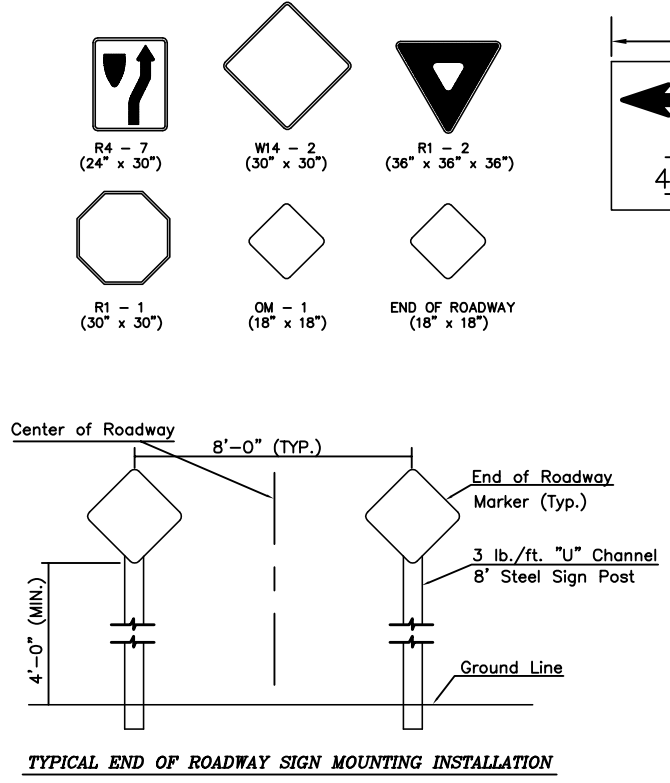 R4 - 7
(24" x 30")
W14 - 2
(30" x 30")
R1 - 2
(36" x 36" x 36")
4
R1 - 1
(30" x 30")
OM - 1
(18" x 18")
END OF ROADWAY
(18" x 18")
Center of Roadway
8'-0" (TYP.)
End of Roadway
Marker (Typ.)
3 lb./ft. "U" Channel
8' Steel Sign Post
4'-0" (MIN.)
Ground Line
TYPICAL END OF ROADWAY SIGN MOUNTING INSTALLATION